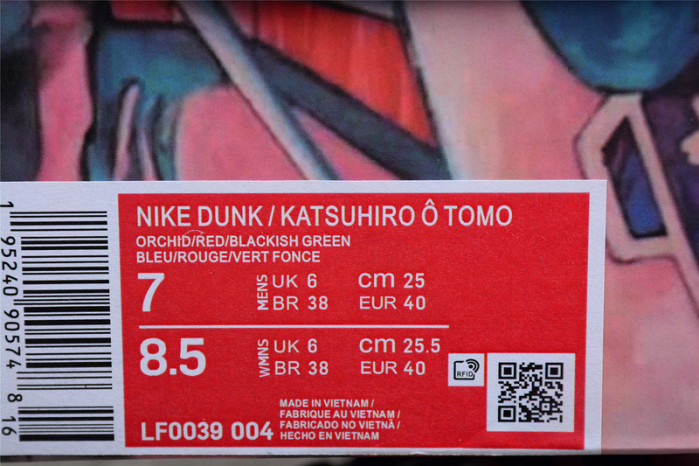 NIKE DUNK / KATSUHIRO Ô TOMO
ORCHID/RED/BLACKISH GREEN
BLEU/ROUGE/VERT FONCE
7 MENS UK 6 cm 25
BR 38 EUR 40
8.5 WMNS UK 6 cm 25.5
BR 38 EUR 40
RFID
MADE IN VIETNAM /
FABRIQUE AU VIETNAM /
FABRICADO NO VIETNÃ /
HECHO EN VIETNAM
LF0039 004
1 95240 90574 8 16